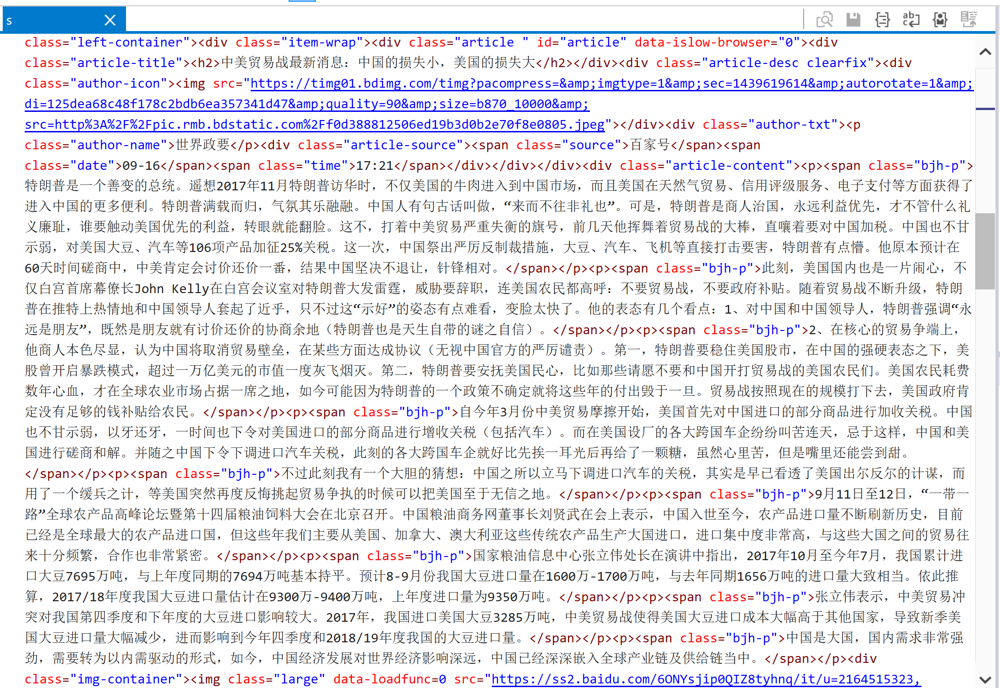 s
class="left-container"><div class="item-wrap"><div class="article " id="article" data-islow-browser="0"><div
class="article-title"><h2>中美贸易战最新消息：中国的损失小，美国的损失大</h2></div><div class="article-desc clearfix"><div
class="author-icon"><img src="https://timg01.bdimg.com/timg?pacompress=&amp;imgtype=1&amp;sec=1439619614&amp;autorotate=1&amp;
di=125dea68c48f178c2bdb6ea357341d47&amp;quality=90&amp;size=b870_10000&amp;
src=http%3A%2F%2Fpic.rmb.bdstatic.com%2Ff0d388812506ed19b3d0b2e70f8e0805.jpeg"></div><div class="author-txt"><p
class="author-name">世界政要</p><div class="article-source"><span class="source">百家号</span><span
class="date">09-16</span><span class="time">17:21</span></div></div></div><div class="article-content"><p><span class="bjh-p">
特朗普是一个善变的总统。遥想2017年11月特朗普访华时，不仅美国的牛肉进入到中国市场，而且美国在天然气贸易、信用评级服务、电子支付等方面获得了
进入中国的更多便利。特朗普满载而归，气氛其乐融融。中国人有句古话叫做，“来而不往非礼也”。可是，特朗普是商人治国，永远利益优先，才不管什么礼
义廉耻，谁要触动美国优先的利益，转眼就能翻脸。这不，打着中美贸易严重失衡的旗号，前几天他挥舞着贸易战的大棒，直嚷着要对中国加税。中国也不甘
示弱，对美国大豆、汽车等106项产品加征25%关税。这一次，中国祭出严厉反制裁措施，大豆、汽车、飞机等直接打击要害，特朗普有点懵。他原本预计在
60天时间磋商中，中美肯定会讨价还价一番，结果中国坚决不退让，针锋相对。</span></p><p><span class="bjh-p">此刻，美国国内也是一片闹心，不
仅白宫首席幕僚长John Kelly在白宫会议室对特朗普大发雷霆，威胁要辞职，连美国农民都高呼：不要贸易战，不要政府补贴。随着贸易战不断升级，特朗
普在推特上热情地和中国领导人套起了近乎，只不过这“示好”的姿态有点难看，变脸太快了。他的表态有几个看点：1、对中国和中国领导人，特朗普强调“永
远是朋友”，既然是朋友就有讨价还价的协商余地（特朗普也是天生自带的谜之自信）。</span></p><p><span class="bjh-p">2、在核心的贸易争端上，
他商人本色尽显，认为中国将取消贸易壁垒，在某些方面达成协议（无视中国官方的严厉谴责）。第一，特朗普要稳住美国股市，在中国的强硬表态之下，美
股曾开启暴跌模式，超过一万亿美元的市值一度灰飞烟灭。第二，特朗普要安抚美国民心，比如那些请愿不要和中国开打贸易战的美国农民们。美国农民耗费
数年心血，才在全球农业市场占据一席之地，如今可能因为特朗普的一个政策不确定就将这些年的付出毁于一旦。贸易战按照现在的规模打下去，美国政府肯
定没有足够的钱补贴给农民。</span></p><p><span class="bjh-p">自今年3月份中美贸易摩擦开始，美国首先对中国进口的部分商品进行加收关税。中国
也不甘示弱，以牙还牙，一时间也下令对美国进口的部分商品进行增收关税（包括汽车）。而在美国设厂的各大跨国车企纷纷叫苦连天，忌于这样，中国和美
国进行磋商和解。并随之中国下令下调进口汽车关税，此刻的各大跨国车企就好比先挨一耳光后再给了一颗糖，虽然心里苦，但是嘴里还能尝到甜。
</span></p><p><span class="bjh-p">不过此刻我有一个大胆的猜想：中国之所以立马下调进口汽车的关税，其实是早已看透了美国出尔反尔的计谋，而
用了一个缓兵之计，等美国突然再度反悔挑起贸易争执的时候可以把美国至于无信之地。</span></p><p><span class="bjh-p">9月11日至12日，“一带一
路”全球农产品高峰论坛暨第十四届粮油饲料大会在北京召开。中国粮油商务网董事长刘贤武在会上表示，中国入世至今，农产品进口量不断刷新历史，目前
已经是全球最大的农产品进口国，但这些年我们主要从美国、加拿大、澳大利亚这些传统农产品生产大国进口，进口集中度非常高，与这些大国之间的贸易往
来十分频繁，合作也非常紧密。</span></p><p><span class="bjh-p">国家粮油信息中心张立伟处长在演讲中指出，2017年10月至今年7月，我国累计进
口大豆7695万吨，与上年度同期的7694万吨基本持平。预计8-9月份我国大豆进口量在1600万-1700万吨，与去年同期1656万吨的进口量大致相当。依此推
算，2017/18年度我国大豆进口量估计在9300万-9400万吨，上年度进口量为9350万吨。</span></p><p><span class="bjh-p">张立伟表示，中美贸易冲
突对我国第四季度和下年度的大豆进口影响较大。2017年，我国进口美国大豆3285万吨，中美贸易战使得美国大豆进口成本大幅高于其他国家，导致新季美
国大豆进口量大幅减少，进而影响到今年四季度和2018/19年度我国的大豆进口量。</span></p><p><span class="bjh-p">中国是大国，国内需求非常强
劲，需要转为以内需驱动的形式，如今，中国经济发展对世界经济影响深远，中国已经深深嵌入全球产业链及供给链当中。</span></p><div
class="img-container"><img class="large" data-loadfunc=0 src="https://ss2.baidu.com/6ONYsjip0QIZ8tyhnq/it/u=2164515323,